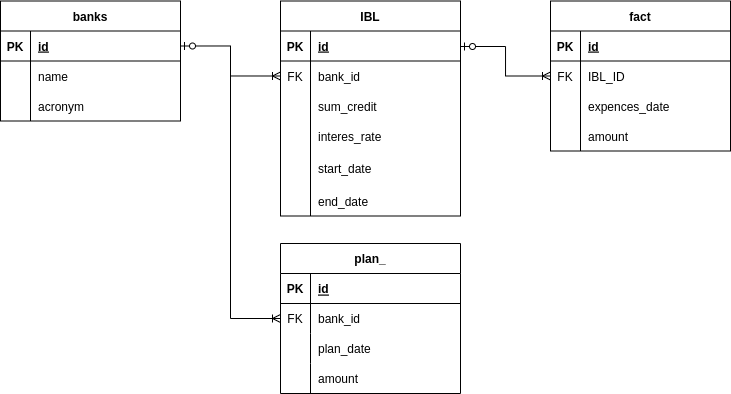 banks
PK id
name
acronym
IBL
PK id
FK bank_id
sum_credit
interes_rate
start_date
end_date
fact
PK id
FK IBL_ID
expences_date
amount
plan_
PK id
FK bank_id
plan_date
amount